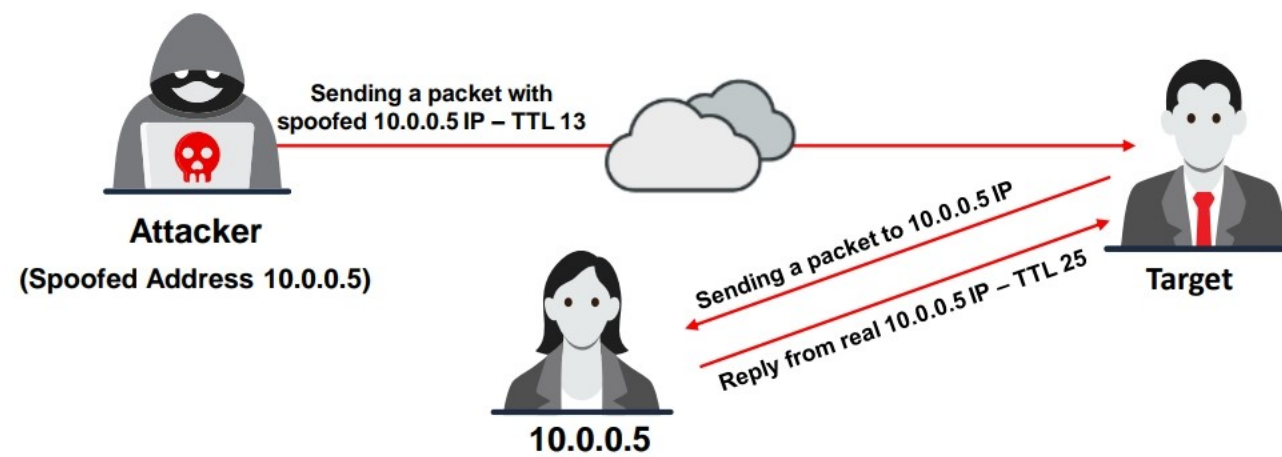 Sending a packet with
spoofed 10.0.0.5 IP – TTL 13
Attacker
(Spoofed Address 10.0.0.5)
Sending a packet to 10.0.0.5 IP
Reply from real 10.0.0.5 IP – TTL 25
Target
10.0.0.5